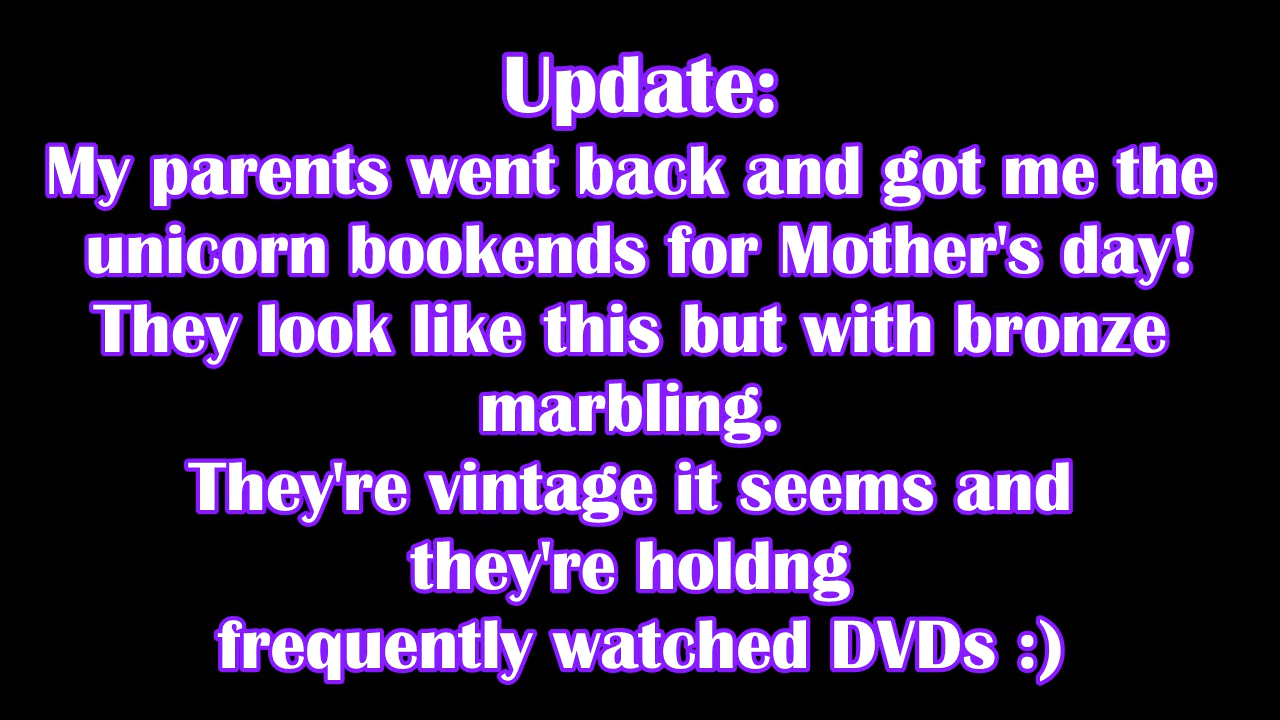 Update:
My parents went back and got me the
unicorn bookends for Mother's day!
They look like this but with bronze
marbling.
They're vintage it seems and
they're holdng
frequently watched DVDs :)